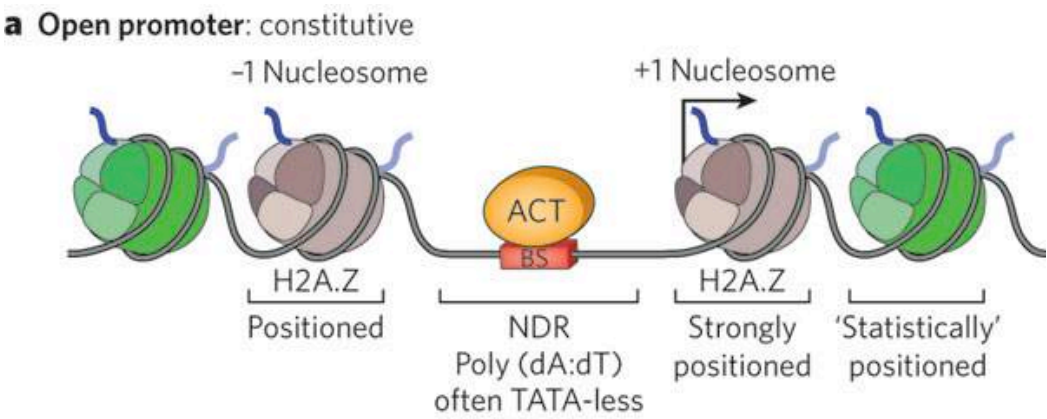 a Open promoter: constitutive
–1 Nucleosome
+1 Nucleosome
ACT
BS
H2A.Z
H2A.Z
Positioned
NDR
Poly (dA:dT)
often TATA-less
Strongly
positioned
‘Statistically’
positioned